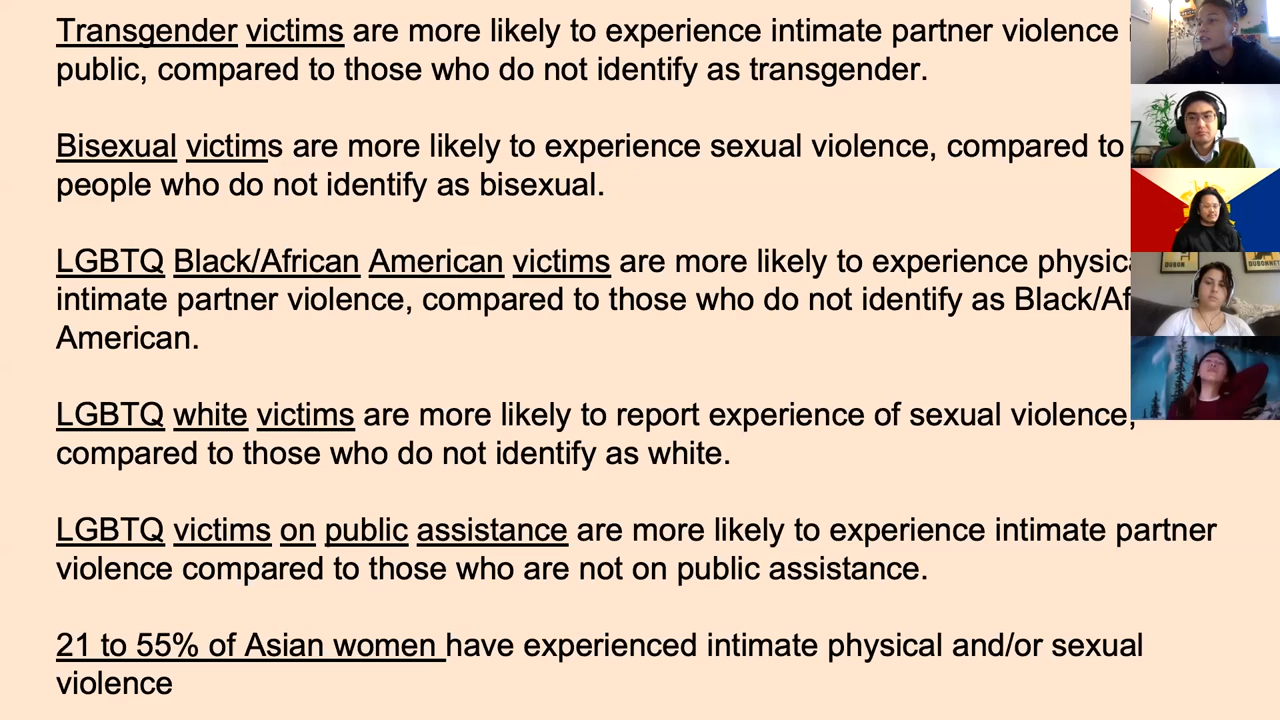 Transgender victims are more likely to experience intimate partner violence
public, compared to those who do not identify as transgender.
Bisexual victims are more likely to experience sexual violence, compared to
people who do not identify as bisexual.
LGBTQ Black/African American victims are more likely to experience
intimate partner violence, compared to those who do not identify as
American.
LGBTQ white victims are more likely to report experience of sexual violence,
compared to those who do not identify as white.
LGBTQ victims on public assistance are more likely to experience intimate partner
violence compared to those who are not on public assistance.
21 to 55% of Asian women have experienced intimate physical and/or sexual
violence
DUBON
DUBONNET